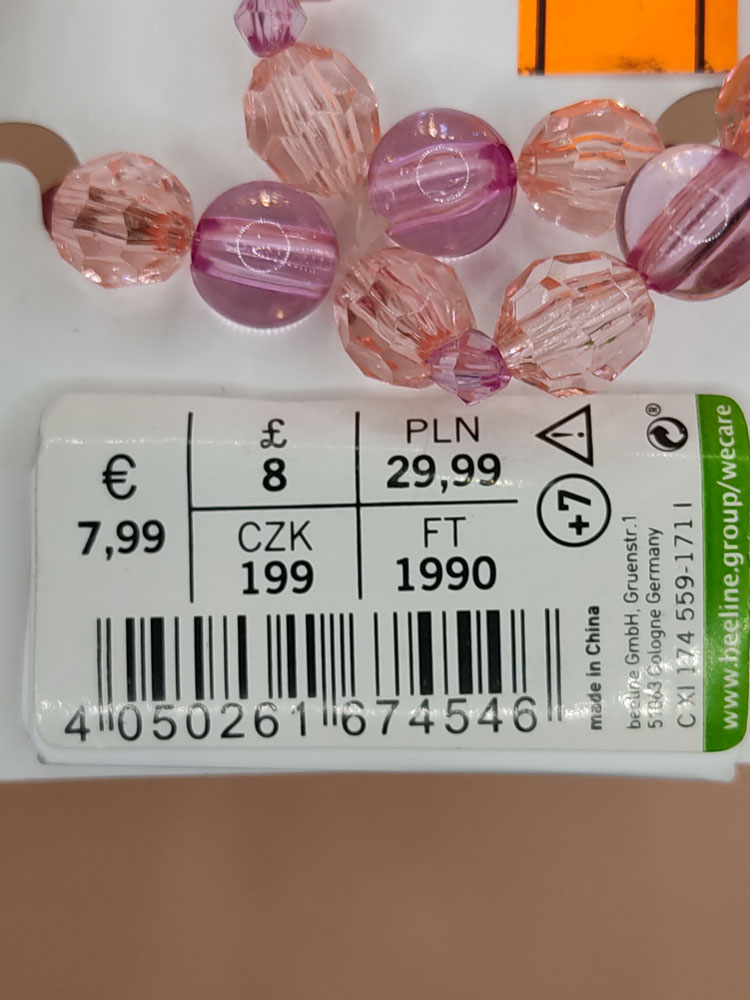 €
7,99
£
8
PLN
29,99
CZK
199
FT
1990
+7
4 050261 674546
made in China
beeline GmbH, Gruenstr.1
51063 Cologne Germany
C XI 174 559-171 I
®
www.beeline.group/wecare